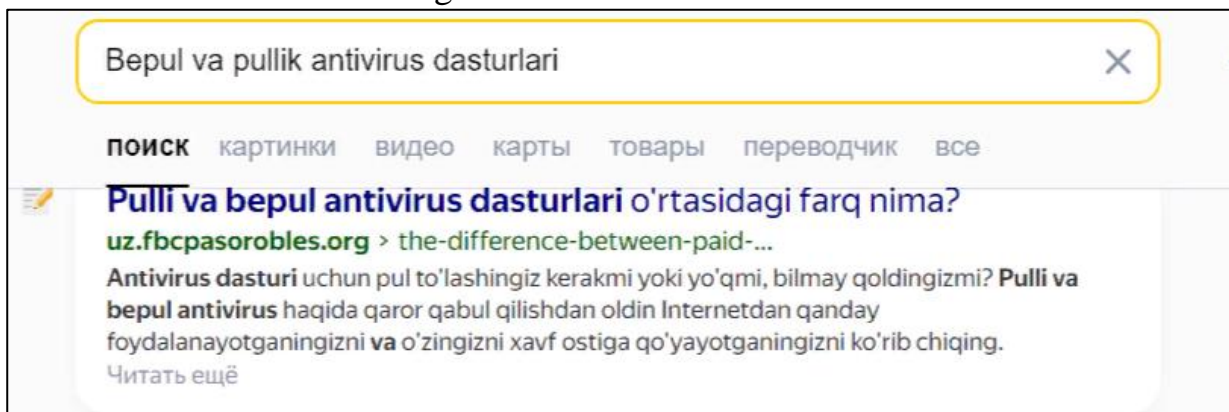 Bepul va pullik antivirus dasturlari
поиск картинки видео карты товары переводчик все
Pulli va bepul antivirus dasturlari o'rtasidagi farq nima?
uz.fbcpasorobles.org > the-difference-between-paid-...
Antivirus dasturi uchun pul to'lashingiz kerakmi yoki yo'qmi, bilmay qoldingizmi? Pulli va
bepul antivirus haqida qaror qabul qilishdan oldin Internetdan qanday
foydalanayotganingizni va o'zingizni xavf ostiga qo'yayotganingizni ko'rib chiqing.
Читать ещё